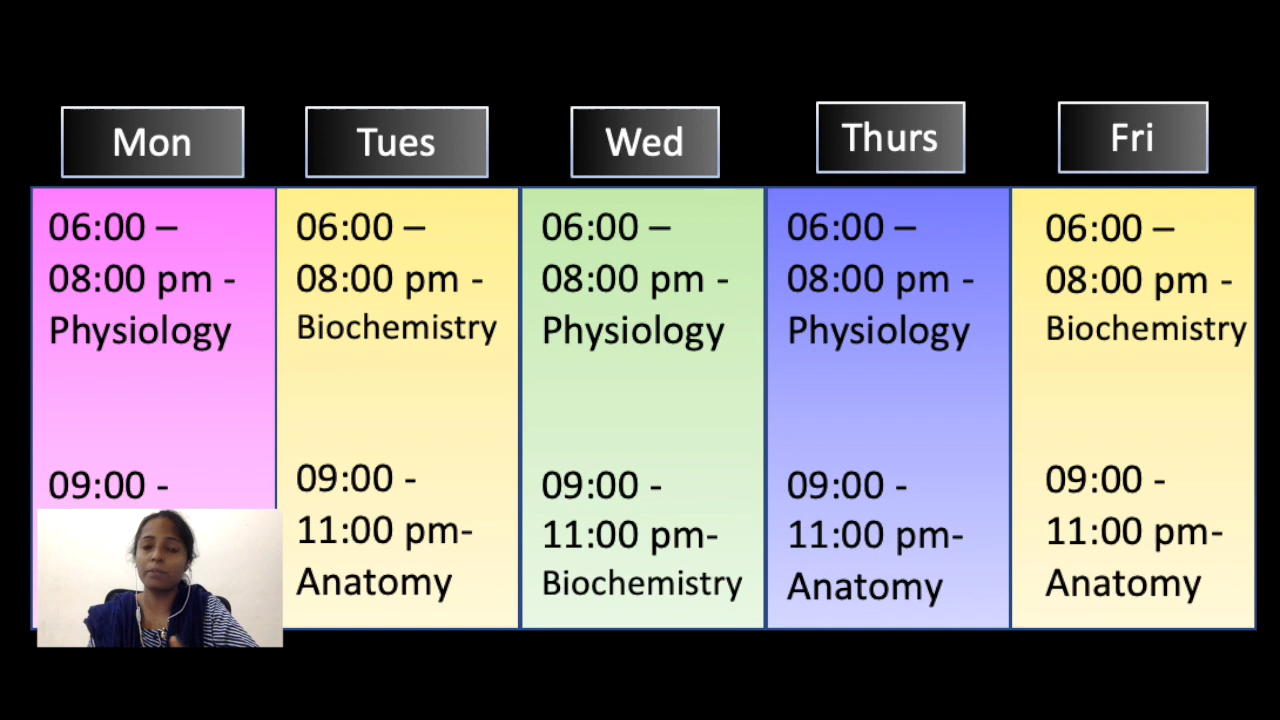 Mon
Tues
Wed
Thurs
Fri
06:00 –
08:00 pm -
Physiology
09:00 -
06:00 –
08:00 pm -
Biochemistry
09:00 -
11:00 pm-
Anatomy
06:00 –
08:00 pm -
Physiology
09:00 -
11:00 pm-
Biochemistry
06:00 –
08:00 pm -
Physiology
09:00 -
11:00 pm-
Anatomy
06:00 –
08:00 pm -
Biochemistry
09:00 -
11:00 pm-
Anatomy